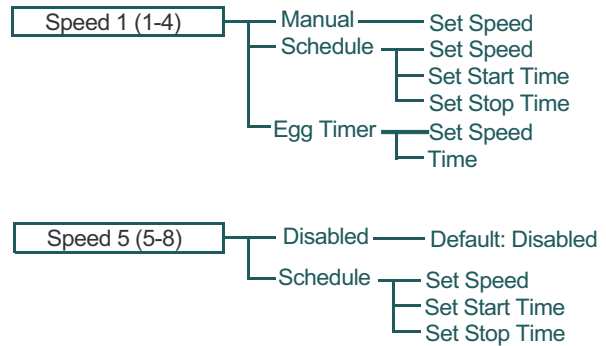 Speed 1 (1-4)
Manual
Set Speed
Schedule
Set Speed
Set Start Time
Set Stop Time
Egg Timer
Set Speed
Time
Speed 5 (5-8)
Disabled
Default: Disabled
Schedule
Set Speed
Set Start Time
Set Stop Time